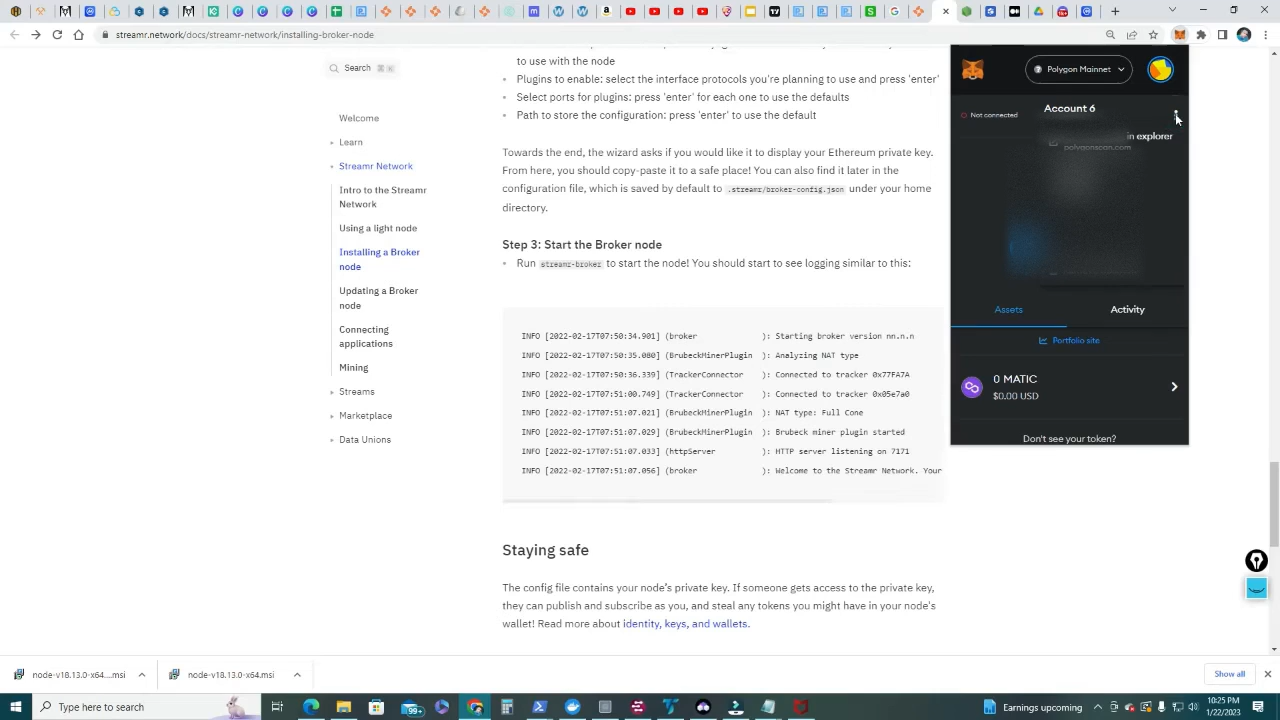 streamr.network/docs/streamr-network/installing-broker-node
Search
Welcome
Learn
Streamr Network
Intro to the Streamr
Network
Using a light node
Installing a Broker
node
Updating a Broker
node
Connecting
applications
Mining
Streams
Marketplace
Data Unions
to use with the node
Plugins to enable: select the interface protocols you're planning to use and press 'enter'
Select ports for plugins: press 'enter' for each one to use the defaults
Path to store the configuration: press 'enter' to use the default
Towards the end, the wizard asks if you would like it to display your Ethereum private key.
From here, you should copy-paste it to a safe place! You can also find it later in the
configuration file, which is saved by default to .streamr/broker-config.json under your home
directory.
Step 3: Start the Broker node
Run streamr-broker to start the node! You should start to see logging similar to this:
INFO [2022-02-17T07:50:34.901] (broker ): Starting broker version nn.n.n
INFO [2022-02-17T07:50:35.080] (BrubeckMinerPlugin ): Analyzing NAT type
INFO [2022-02-17T07:50:36.339] (TrackerConnector ): Connected to tracker 0x77FA7A
INFO [2022-02-17T07:51:00.749] (TrackerConnector ): Connected to tracker 0x05e7a0
INFO [2022-02-17T07:51:07.021] (BrubeckMinerPlugin ): NAT type: Full Cone
INFO [2022-02-17T07:51:07.029] (BrubeckMinerPlugin ): Brubeck miner plugin started
INFO [2022-02-17T07:51:07.033] (httpServer ): HTTP server listening on 7171
INFO [2022-02-17T07:51:07.056] (broker ): Welcome to the Streamr Network. Your
Staying safe
The config file contains your node's private key. If someone gets access to the private key,
they can publish and subscribe as you, and steal any tokens you might have in your node's
wallet! Read more about identity, keys, and wallets.
Polygon Mainnet
Not connected
Account 6
in explorer
polygonscan.com
Assets
Activity
Portfolio site
0 MATIC
$0.00 USD
Don't see your token?
node-v18.13.0-x64....msi
node-v18.13.0-x64.msi
Show all
Type here to search
99+
Earnings upcoming
10:25 PM
1/22/2023